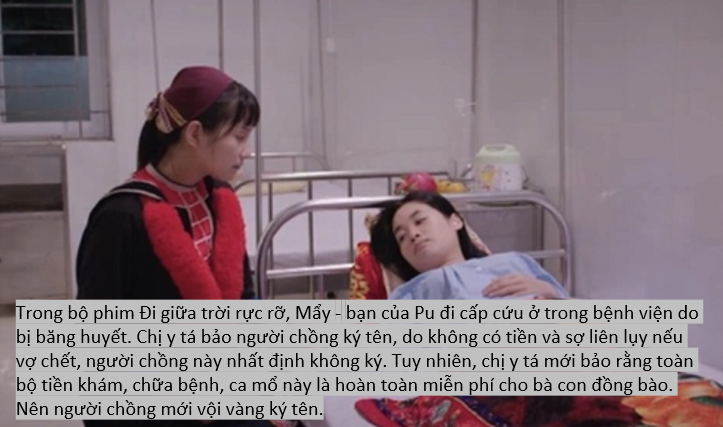 Trong bộ phim Đi giữa trời rực rỡ, Mẩy - bạn của Pu đi cấp cứu ở trong bệnh viện do
bị băng huyết. Chị y tá bảo người chồng ký tên, do không có tiền và sợ liên lụy nếu
vợ chết, người chồng này nhất định không ký. Tuy nhiên, chị y tá mới bảo rằng toàn
bộ tiền khám, chữa bệnh, ca mổ này là hoàn toàn miễn phí cho bà con đồng bào.
Nên người chồng mới vội vàng ký tên.